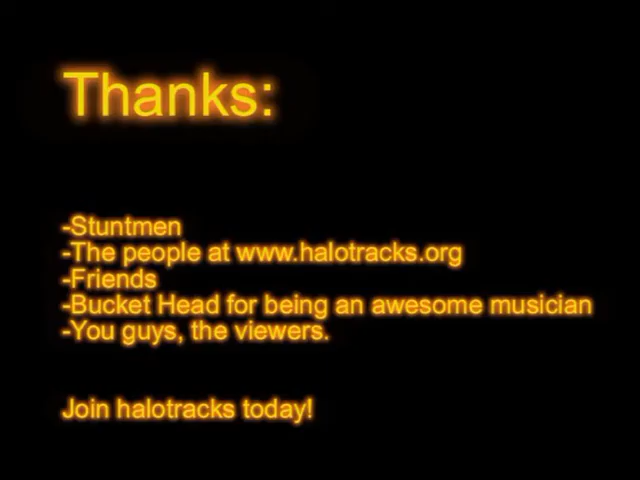 Thanks:
-Stuntmen
-The people at www.halotracks.org
-Friends
-Bucket Head for being an awesome musician
-You guys, the viewers.
Join halotracks today!